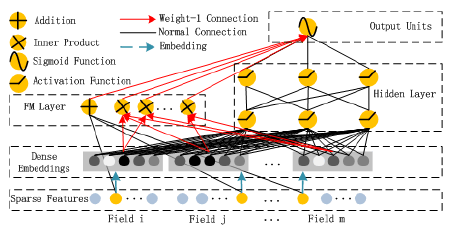 Addition
Inner Product
Sigmoid Function
Activation Function
Weight-1 Connection
Normal Connection
Embedding
Output Units
Hidden Layer
FM Layer
Dense
Embeddings
Sparse Features
Field i
Field j
...
Field m